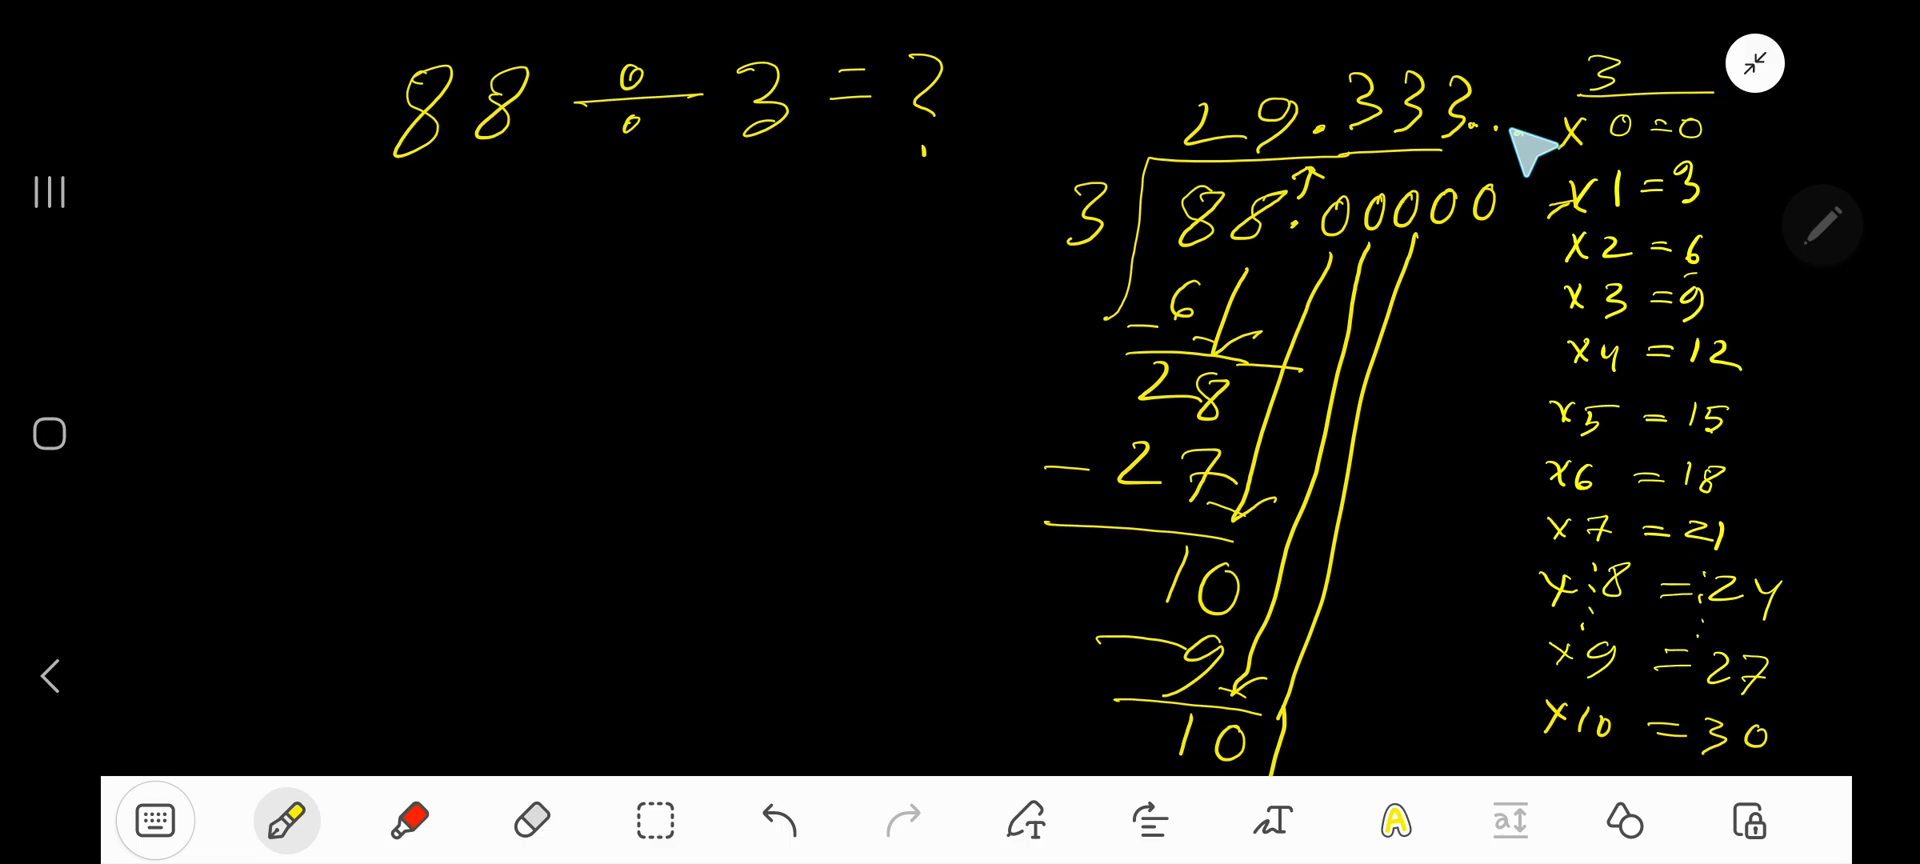 88 ÷ 3 = ?
29.333...
3 88.00000
- 6
28
- 27
10
- 9
10
3
x 0 = 0
x 1 = 3
x 2 = 6
x 3 = 9
x 4 = 12
x 5 = 15
x 6 = 18
x 7 = 21
x 8 = 24
x 9 = 27
x 10 = 30
T T A a